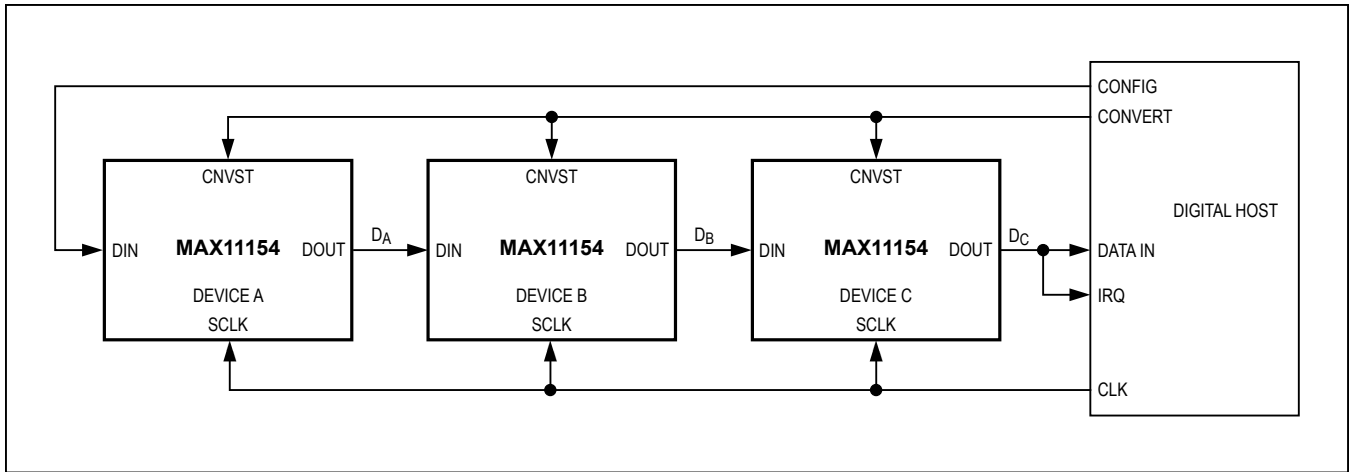 CONFIG
CONVERT
CNVST
CNVST
CNVST
DIGITAL HOST
DIN
MAX11154
DOUT
DA
DIN
MAX11154
DOUT
DB
DIN
MAX11154
DOUT
DC
DATA IN
DEVICE A
DEVICE B
DEVICE C
IRQ
SCLK
SCLK
SCLK
CLK